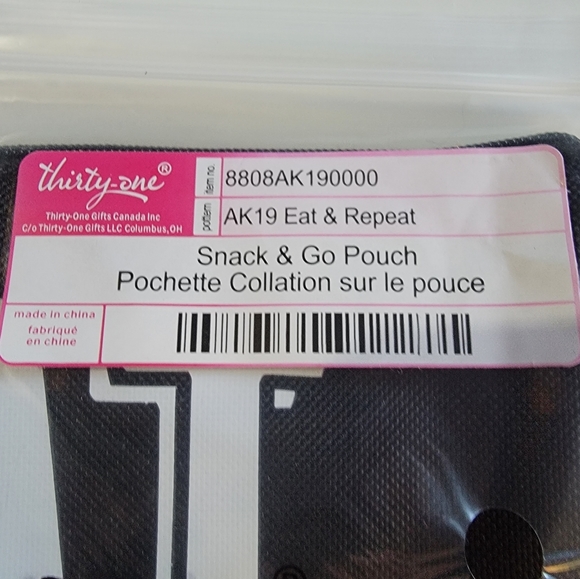 thirty-one®
Thirty-One Gifts Canada Inc
C/o Thirty-One Gifts LLC Columbus, OH
item no.
8808AK190000
pattern
AK19 Eat & Repeat
Snack & Go Pouch
Pochette Collation sur le pouce
made in china
fabriqué
en chine